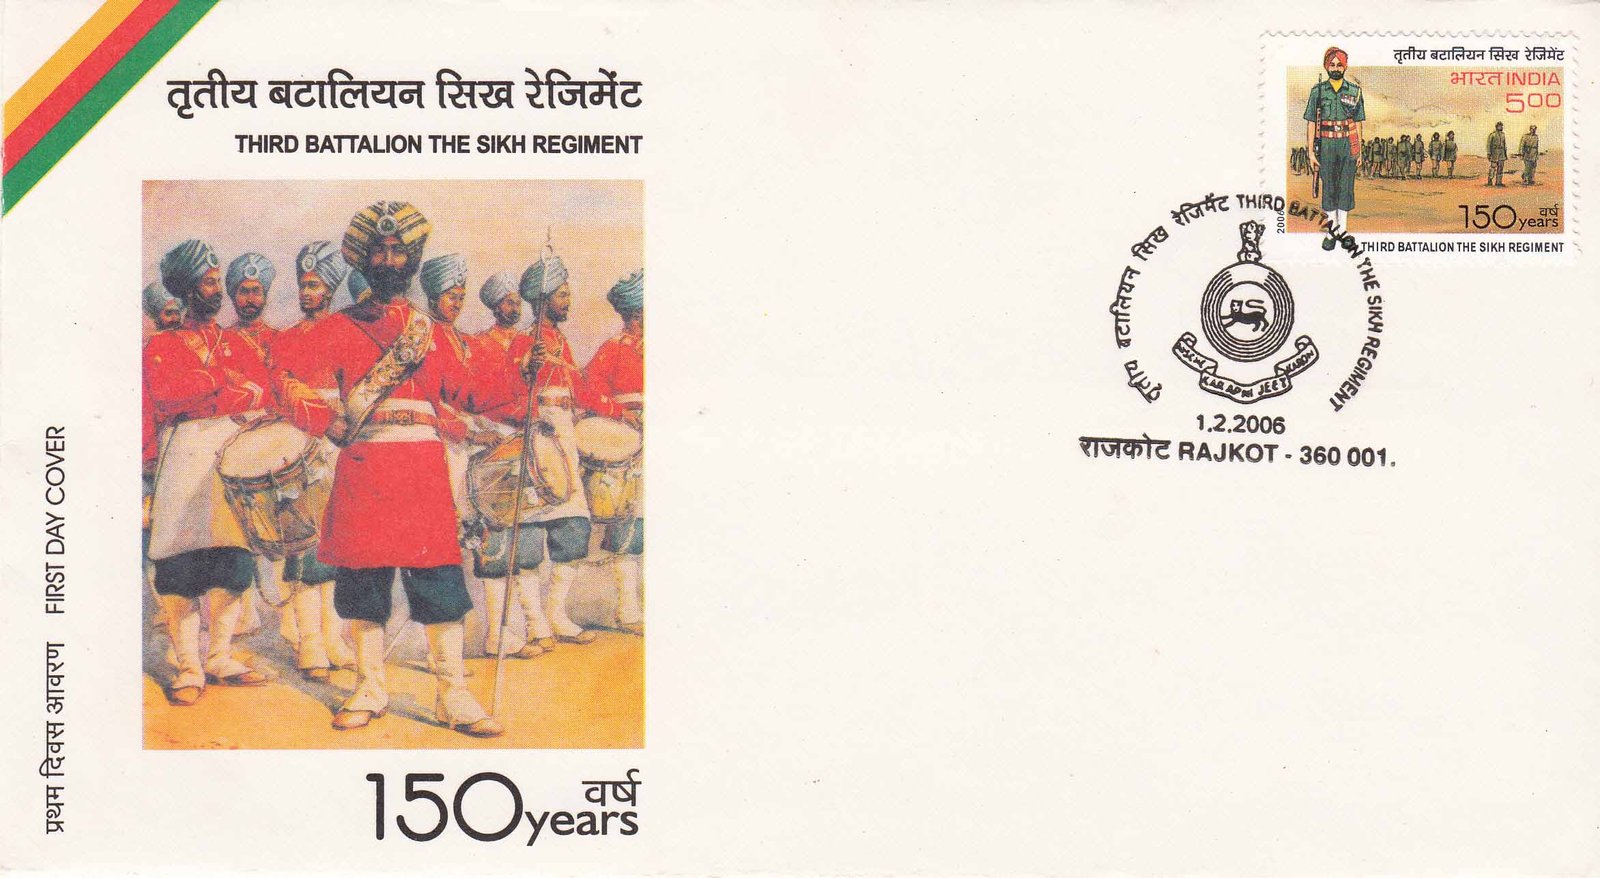 तृतीय बटालियन सिख रेजिमेंट
THIRD BATTALION THE SIKH REGIMENT
प्रथम दिवस आवरण FIRST DAY COVER
150 वर्ष
years
तृतीय बटालियन सिख रेजिमेंट
भारत INDIA
500
150 वर्ष
years
2006
THIRD BATTALION THE SIKH REGIMENT
तृतीय बटालियन सिख रेजिमेंट THIRD BATTALION THE SIKH REGIMENT
JEET KARON
1.2.2006
राजकोट RAJKOT - 360 001.